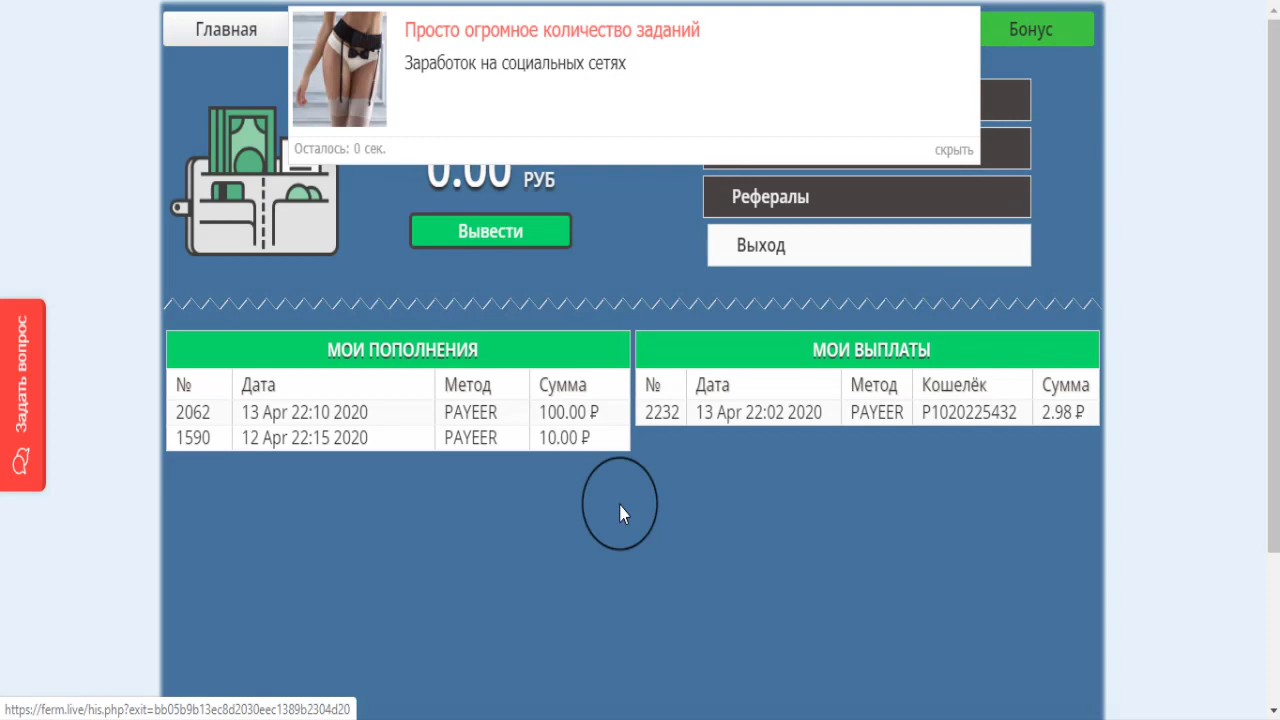 Главная
Просто огромное количество заданий
Бонус
Заработок на социальных сетях
Осталось: 0 сек.
скрыть
0.00 РУБ
Вывести
Рефералы
Выход
Задать вопрос
МОИ ПОПОЛНЕНИЯ
№ Дата Метод Сумма
2062 13 Apr 22:10 2020 PAYEER 100.00 ₽
1590 12 Apr 22:15 2020 PAYEER 10.00 ₽
МОИ ВЫПЛАТЫ
№ Дата Метод Кошелёк Сумма
2232 13 Apr 22:02 2020 PAYEER P1020225432 2.98 ₽
https://ferm.live/his.php?exit=bb05b9b13ec8d2030eec1389b2304d20